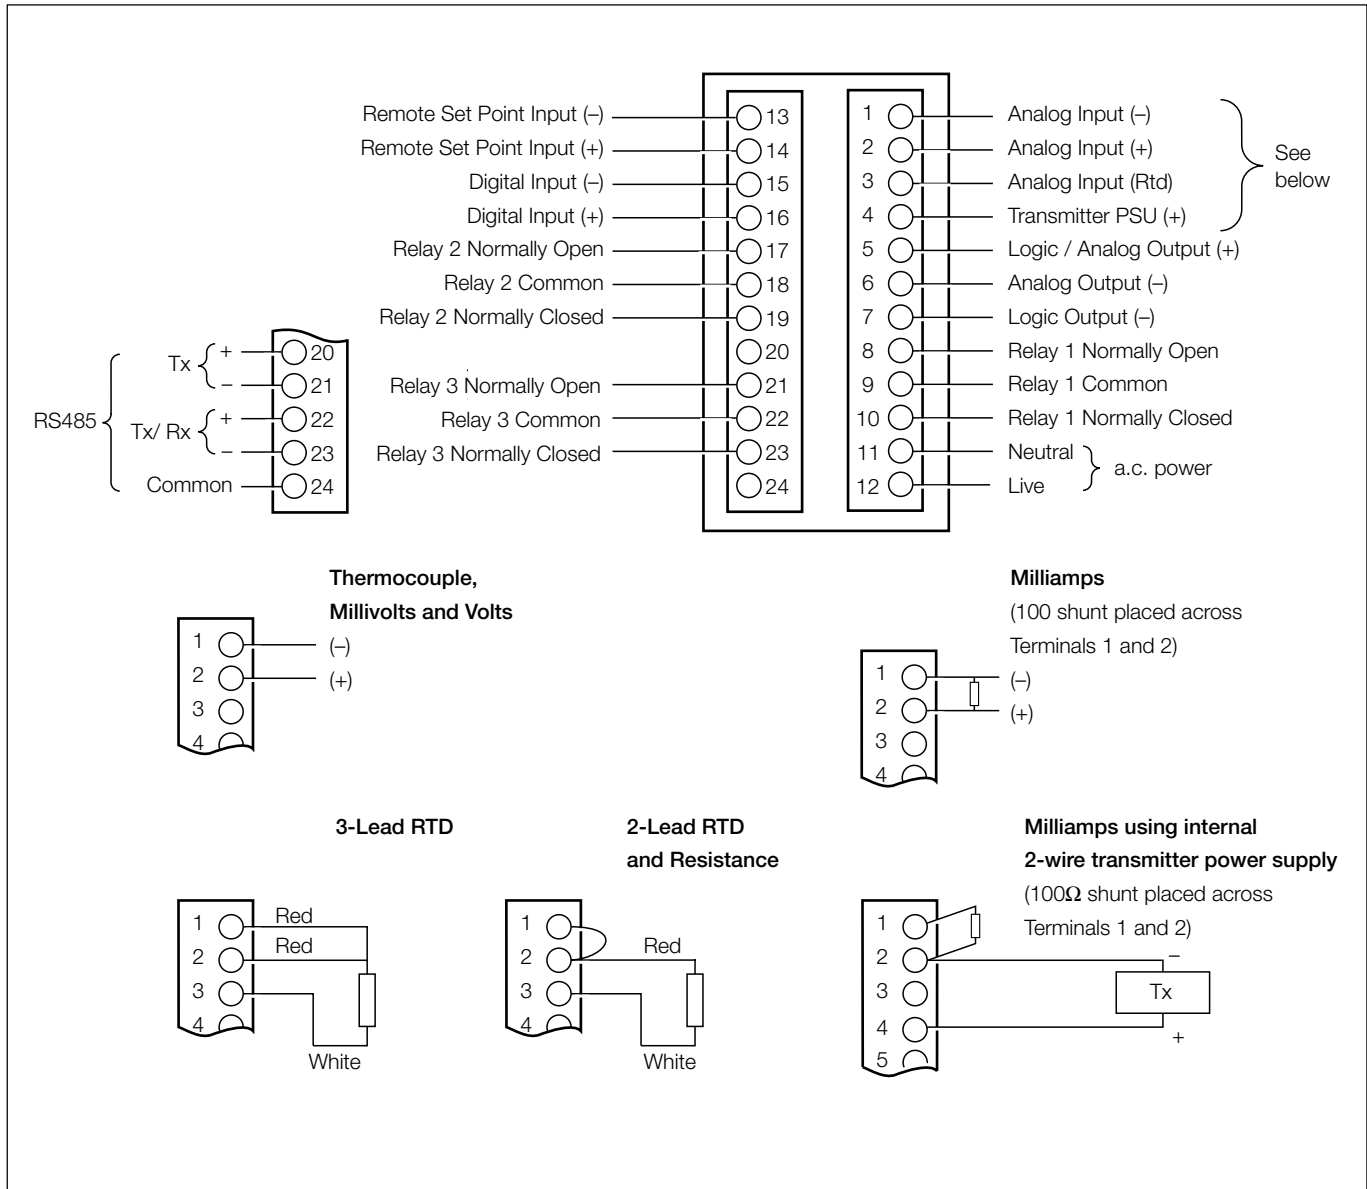 Remote Set Point Input (–)
Remote Set Point Input (+)
Digital Input (–)
Digital Input (+)
Relay 2 Normally Open
Relay 2 Common
Relay 2 Normally Closed
Relay 3 Normally Open
Relay 3 Common
Relay 3 Normally Closed
13
14
15
16
17
18
19
20
21
22
23
24
1
2
3
4
5
6
7
8
9
10
11
12
Analog Input (–)
Analog Input (+)
Analog Input (Rtd)
Transmitter PSU (+)
See
below
Logic / Analog Output (+)
Analog Output (–)
Logic Output (–)
Relay 1 Normally Open
Relay 1 Common
Relay 1 Normally Closed
Neutral
Live
a.c. power
RS485
Tx
+
–
Tx/ Rx
+
–
Common
20
21
22
23
24
Thermocouple,
Millivolts and Volts
1
2
3
4
(–)
(+)
Milliamps
(100 shunt placed across
Terminals 1 and 2)
1
2
3
4
(–)
(+)
3-Lead RTD
1
2
3
4
Red
Red
White
2-Lead RTD
and Resistance
1
2
3
4
Red
White
Milliamps using internal
2-wire transmitter power supply
(100Ω shunt placed across
Terminals 1 and 2)
1
2
3
4
5
–
Tx
+